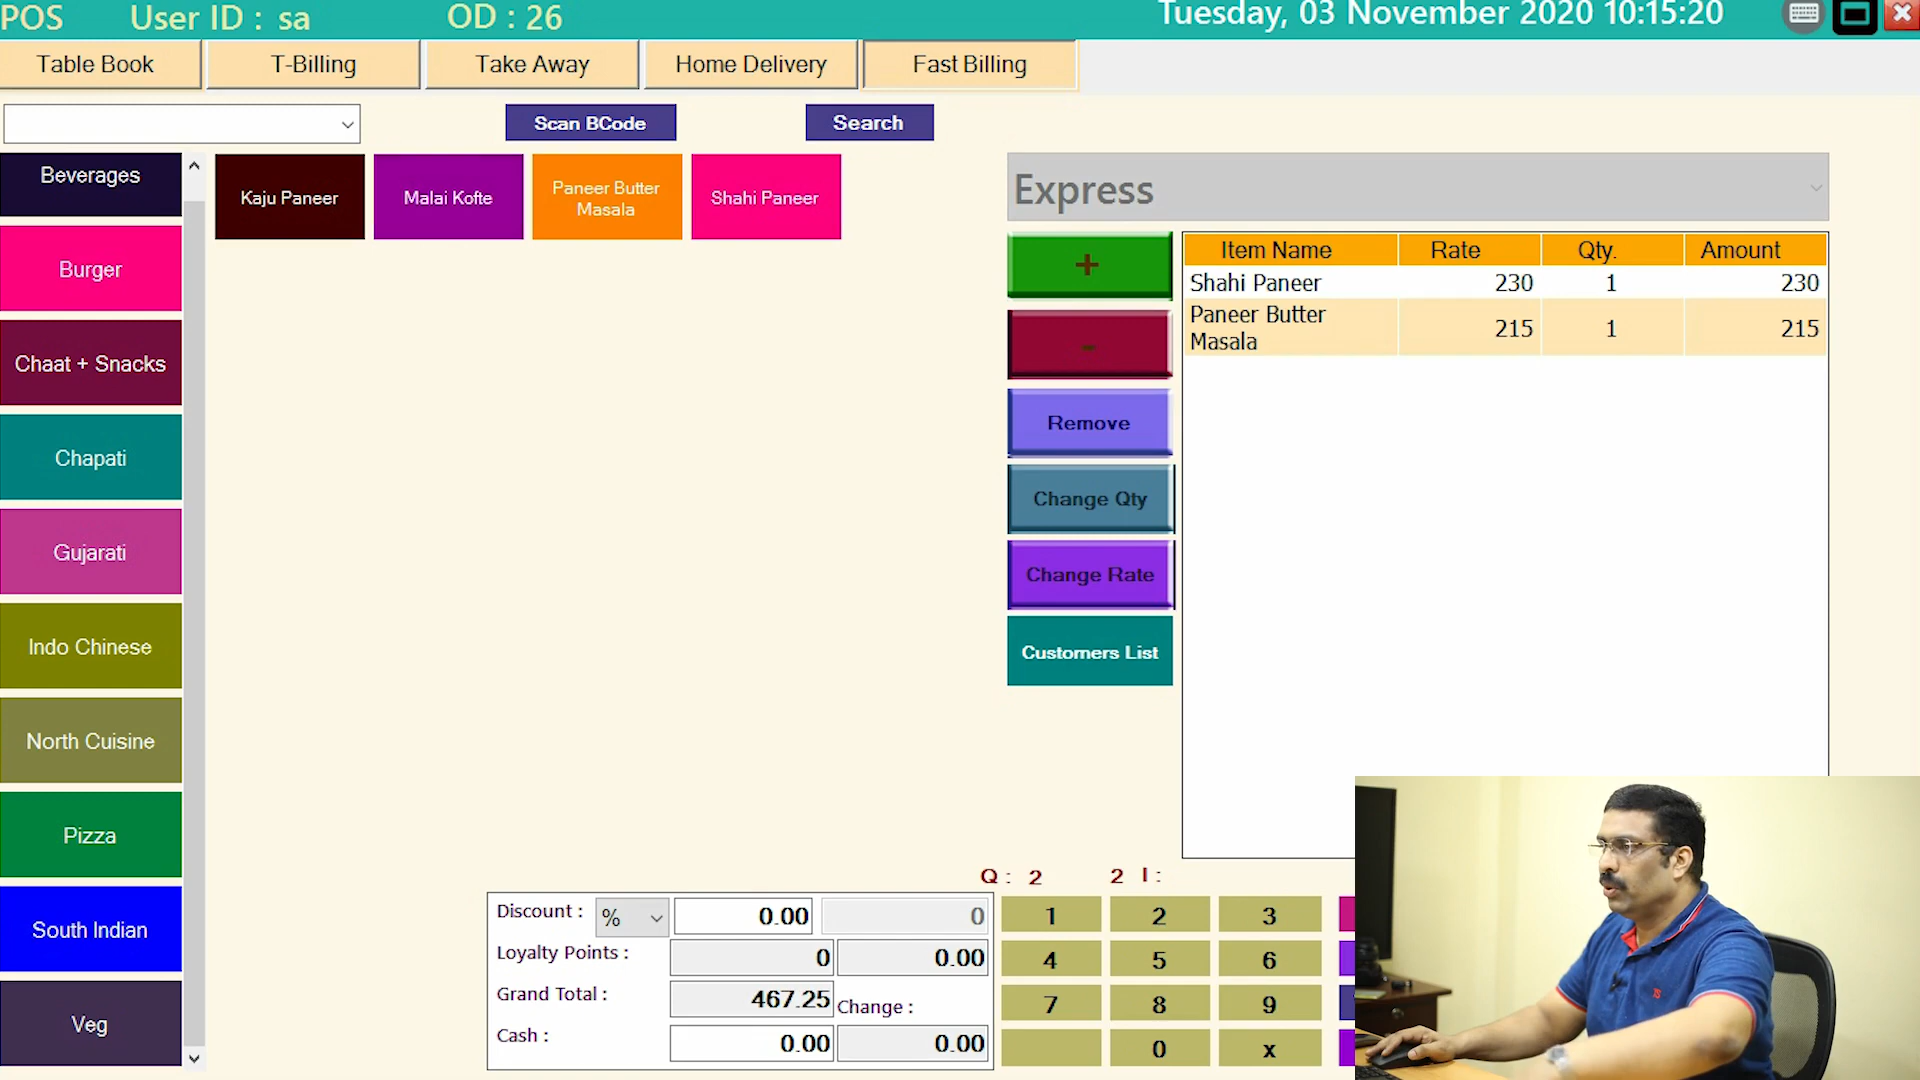 POS User ID : sa OD : 26 Tuesday, 03 November 2020 10:15:20
Table Book T-Billing Take Away Home Delivery Fast Billing
Scan BCode Search
Beverages
Burger
Chaat + Snacks
Chapati
Gujarati
Indo Chinese
North Cuisine
Pizza
South Indian
Veg
Kaju Paneer
Malai Kofte
Paneer Butter
Masala
Shahi Paneer
Express
+
-
Remove
Change Qty
Change Rate
Customers List
Item Name Rate Qty. Amount
Shahi Paneer 230 1 230
Paneer Butter
Masala 215 1 215
Q : 2 2 I :
Discount : % 0.00 0
Loyalty Points : 0 0.00
Grand Total : 467.25 Change :
Cash : 0.00 0.00
1 2 3
4 5 6
7 8 9
0 x